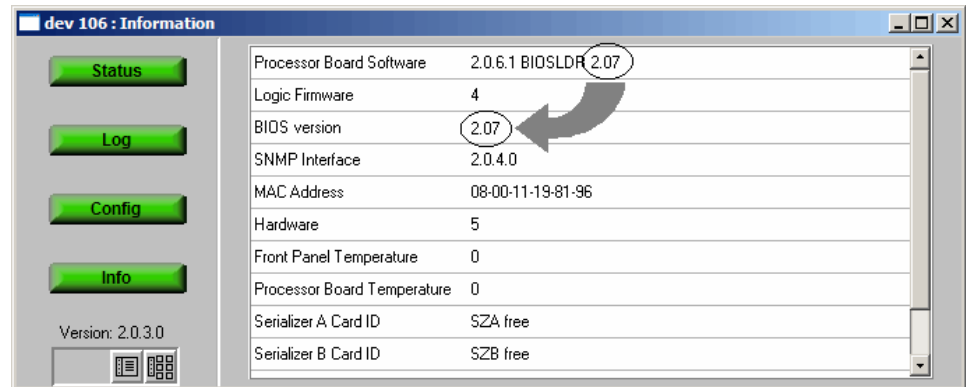 dev 106 : Information
Status
Log
Config
Info
Version: 2.0.3.0
Processor Board Software 2.0.6.1 BIOSLDR 2.07
Logic Firmware 4
BIOS version 2.07
SNMP Interface 2.0.4.0
MAC Address 08-00-11-19-81-96
Hardware 5
Front Panel Temperature 0
Processor Board Temperature 0
Serializer A Card ID SZA free
Serializer B Card ID SZB free